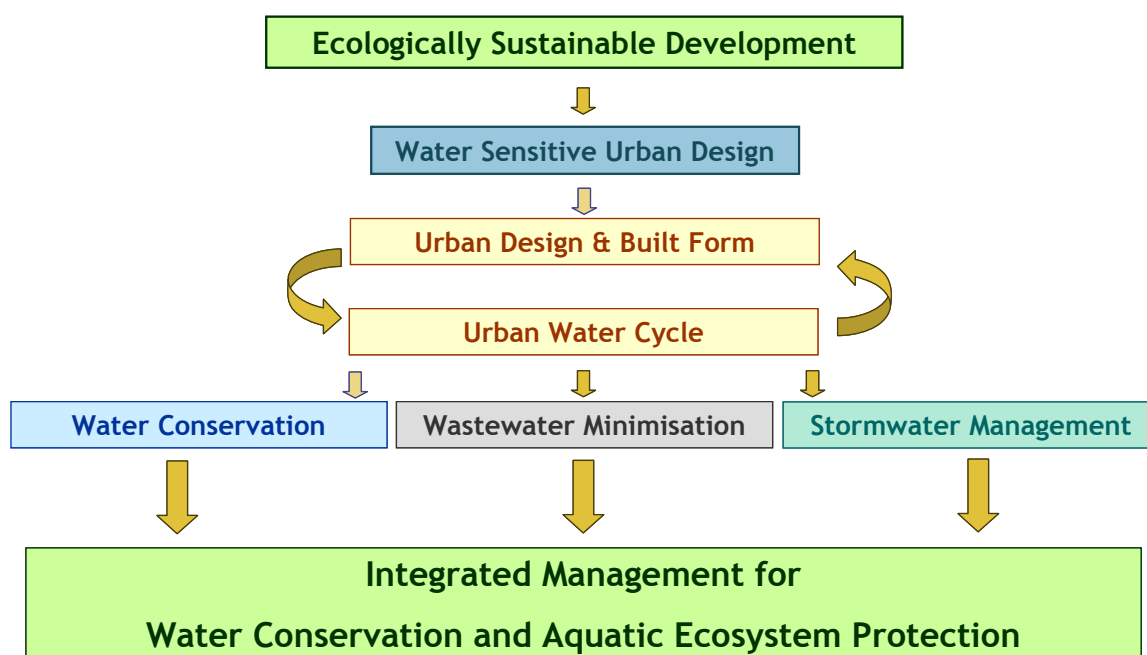 Ecologically Sustainable Development
Water Sensitive Urban Design
Urban Design & Built Form
Urban Water Cycle
Water Conservation
Wastewater Minimisation
Stormwater Management
Integrated Management for
Water Conservation and Aquatic Ecosystem Protection